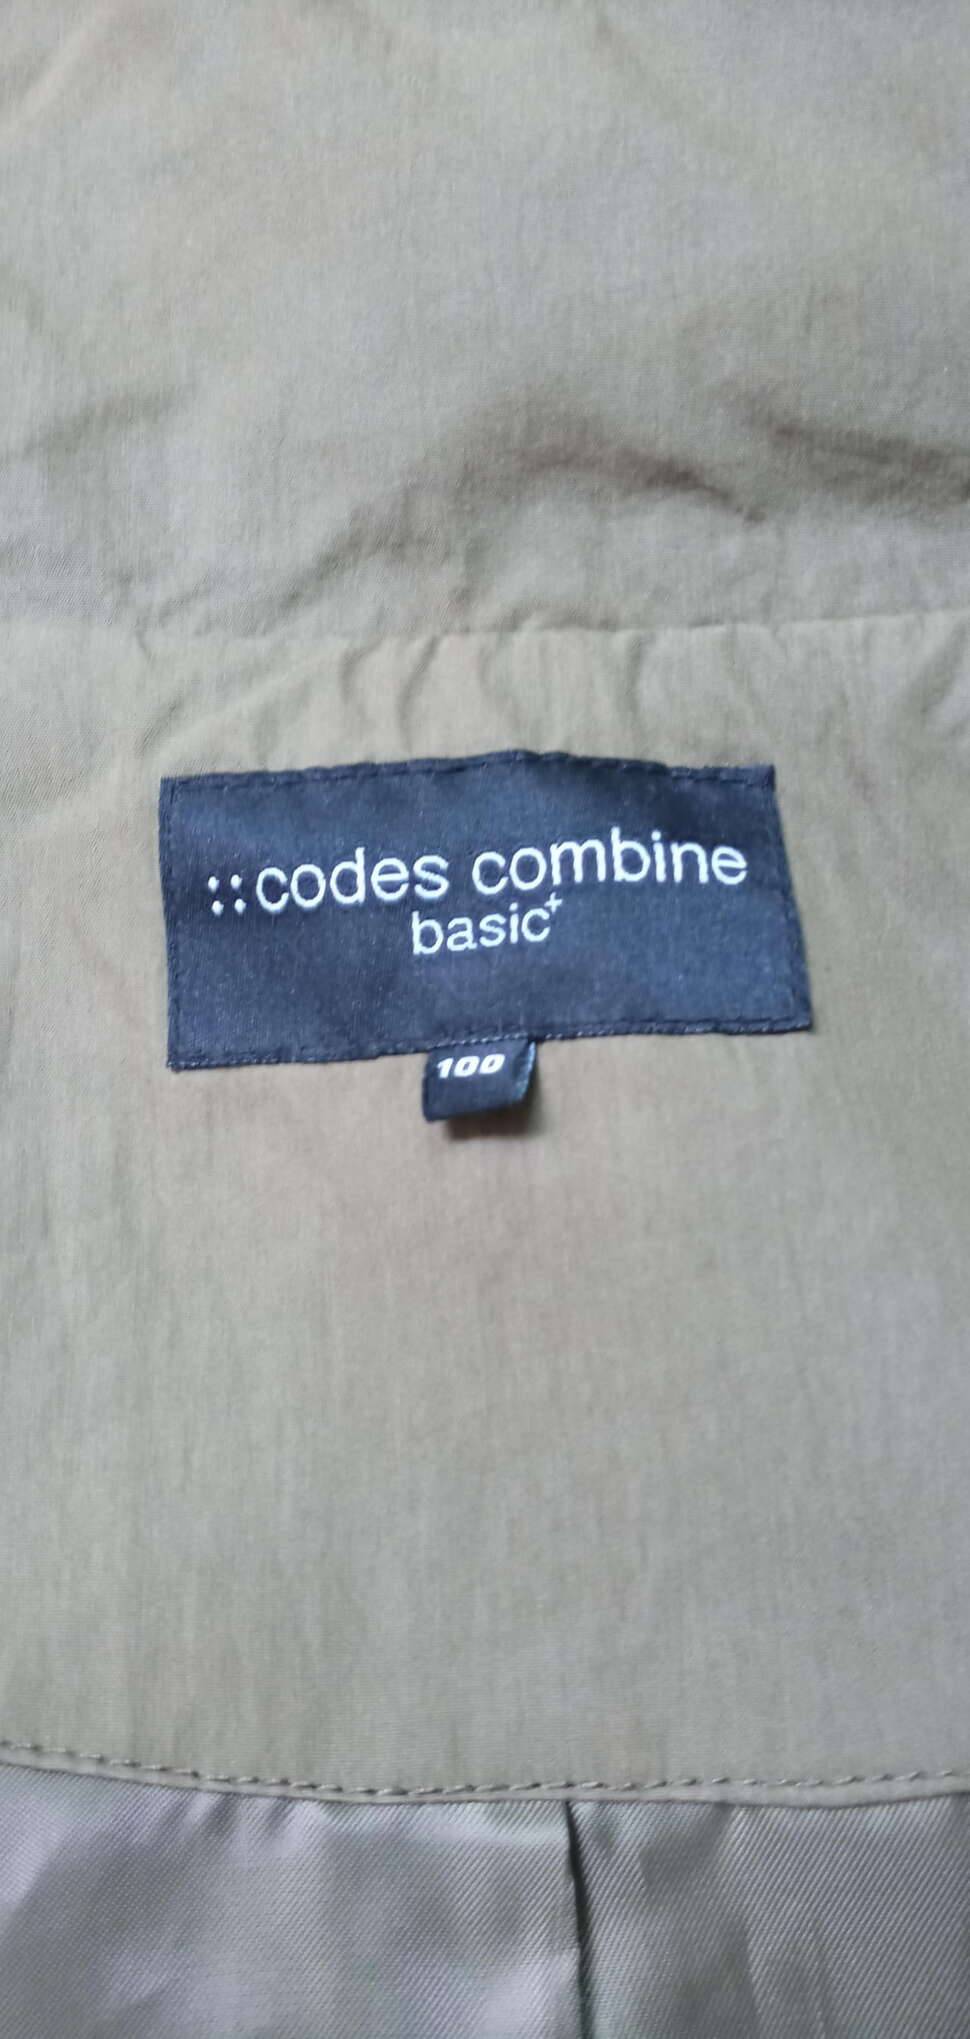 ::codes combine
basic+
100